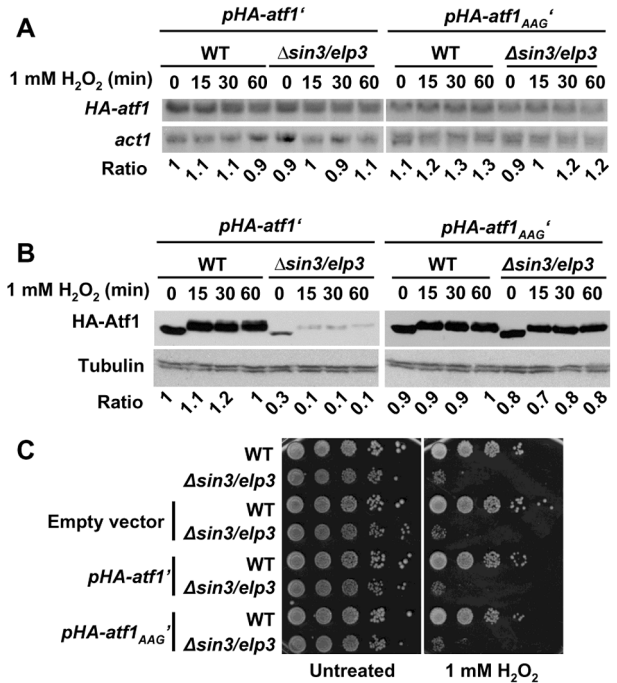 A
pHA-atf1‘ pHA-atf1AAG‘
WT Δsin3/elp3 WT Δsin3/elp3
1 mM H2O2 (min) 0 15 30 60 0 15 30 60 0 15 30 60 0 15 30 60
HA-atf1
act1
Ratio 1 1.1 1.1 0.9 0.9 1 0.9 1.1 1.1 1.2 1.3 1.3 0.9 1 1.2 1.2
B
pHA-atf1‘ pHA-atf1AAG‘
WT Δsin3/elp3 WT Δsin3/elp3
1 mM H2O2 (min) 0 15 30 60 0 15 30 60 0 15 30 60 0 15 30 60
HA-Atf1
Tubulin
Ratio 1 1.1 1.2 1 0.3 0.1 0.1 0.1 0.9 0.9 0.9 1 0.8 0.7 0.8 0.8
C
WT
Δsin3/elp3
Empty vector WT
Δsin3/elp3
pHA-atf1’ WT
Δsin3/elp3
pHA-atf1AAG’ WT
Δsin3/elp3
Untreated 1 mM H2O2